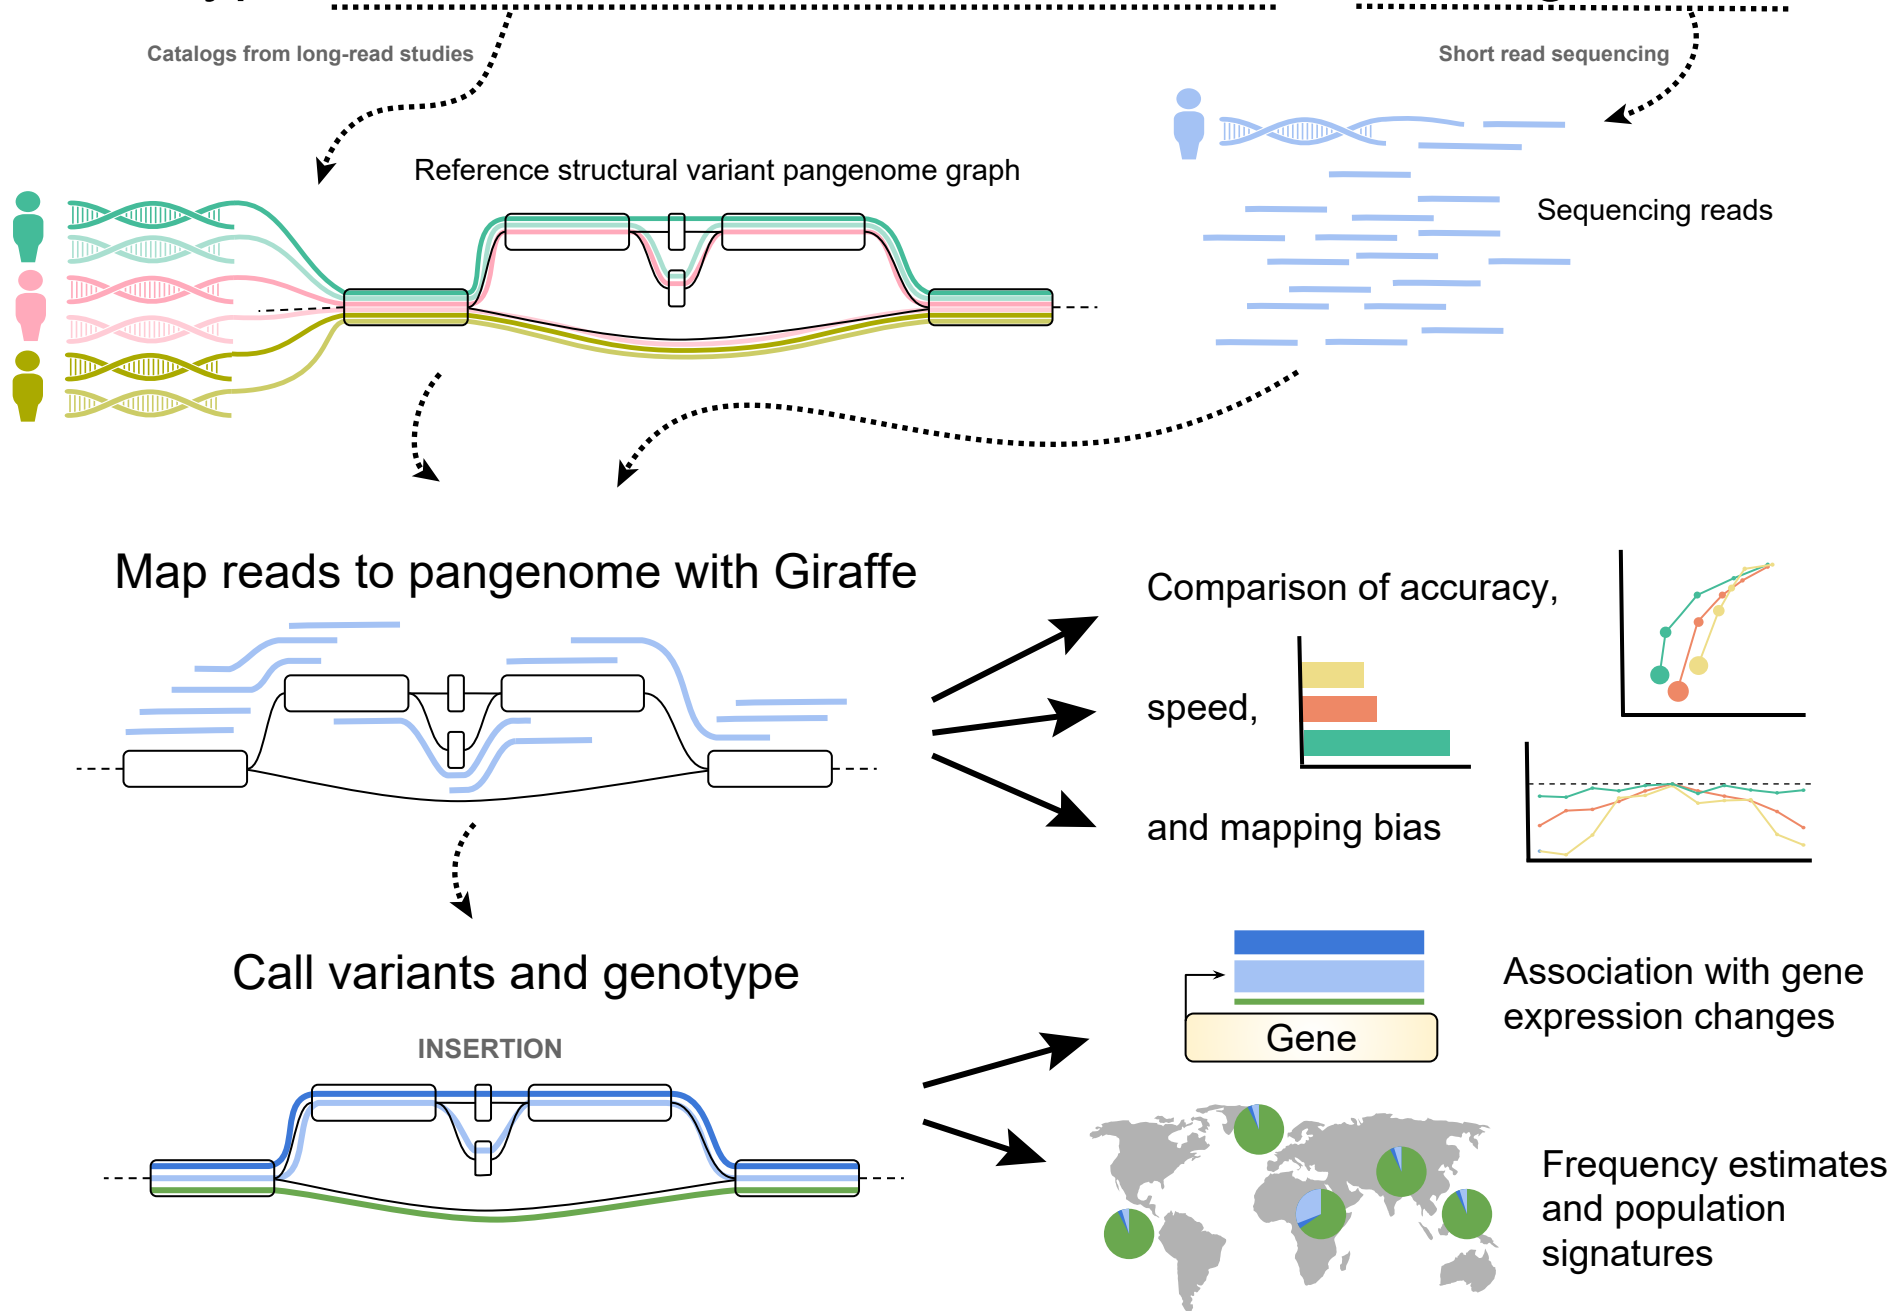 Catalogs from long-read studies
Short read sequencing
Reference structural variant pangenome graph
Sequencing reads
Map reads to pangenome with Giraffe
Comparison of accuracy,
speed,
and mapping bias
Call variants and genotype
INSERTION
Gene
Association with gene
expression changes
Frequency estimates
and population
signatures